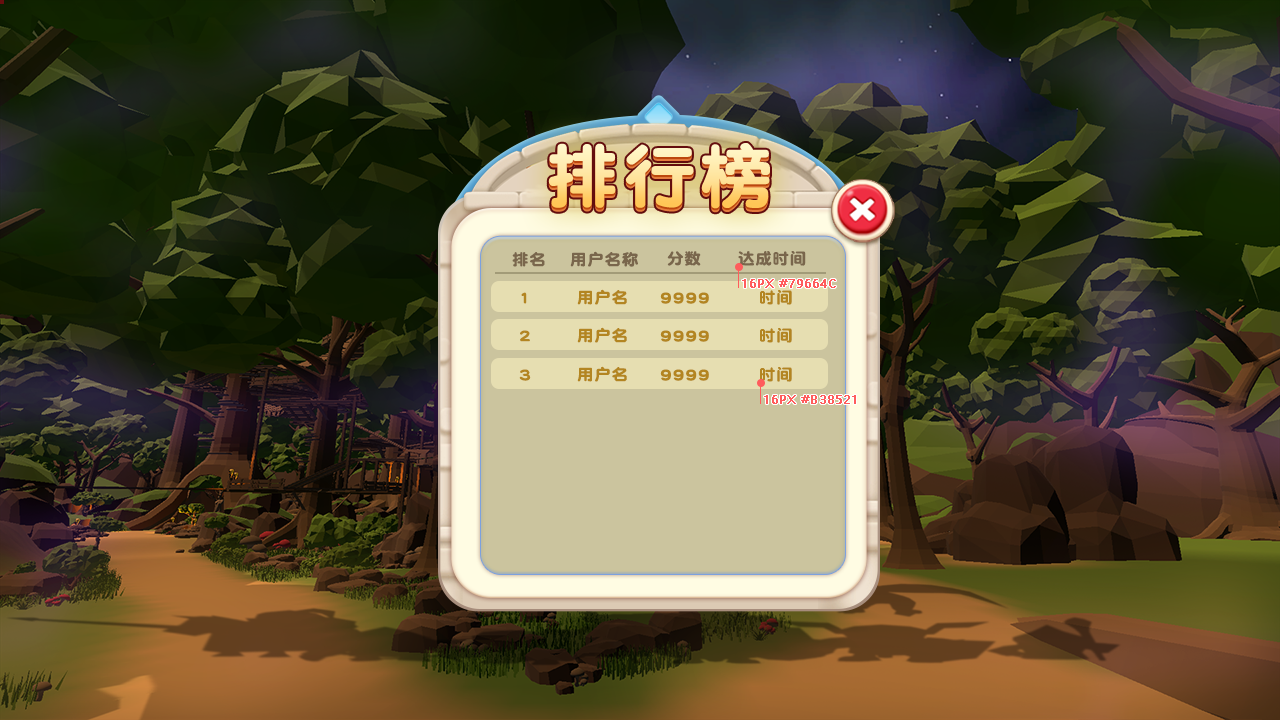 排行榜
排名 用户名称 分数 达成时间
16PX #79664C
1 用户名 9999 时间
2 用户名 9999 时间
3 用户名 9999 时间
16PX #B38521